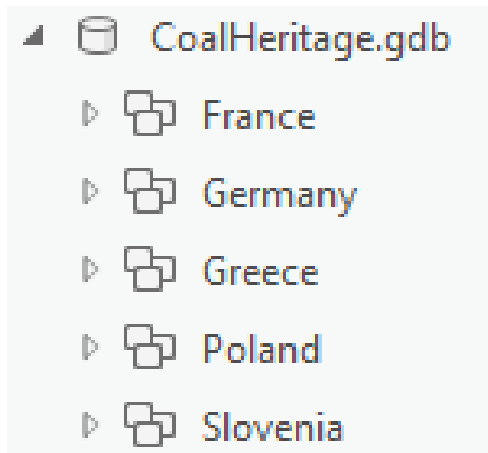 CoalHeritage.gdb
France
Germany
Greece
Poland
Slovenia